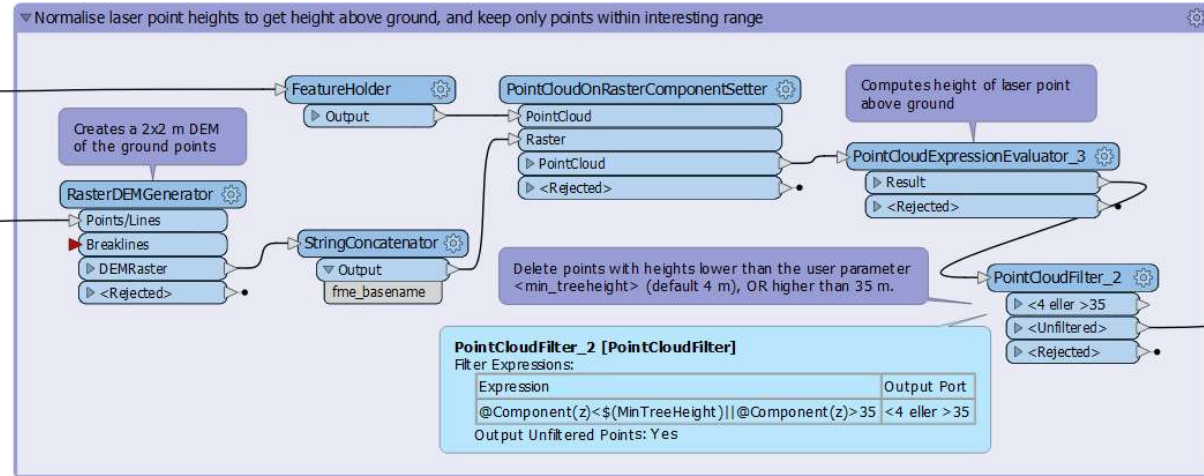 Normalise laser point heights to get height above ground, and keep only points within interesting range
FeatureHolder
Output
PointCloudOnRasterComponentSetter
PointCloud
Raster
PointCloud
<Rejected>
Computes height of laser point
above ground
Creates a 2x2 m DEM
of the ground points
PointCloudExpressionEvaluator_3
Result
<Rejected>
RasterDEMGenerator
Points/Lines
Breaklines
DEMRaster
<Rejected>
StringConcatenator
Output
fme_basename
Delete points with heights lower than the user parameter
<min_treeheight> (default 4 m), OR higher than 35 m.
PointCloudFilter_2
<4 eller >35
<Unfiltered>
<Rejected>
PointCloudFilter_2 [PointCloudFilter]
Filter Expressions:
Expression Output Port
@Component(z)<$(MinTreeHeight)||@Component(z)>35 <4 eller >35
Output Unfiltered Points: Yes